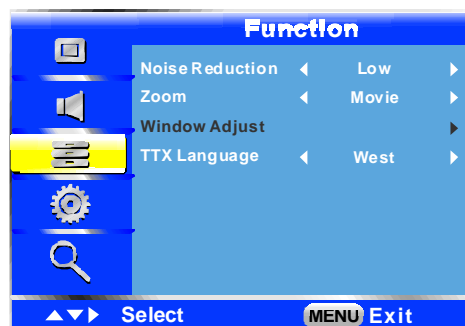 Function
Noise Reduction Low
Zoom Movie
Window Adjust
TTX Language West
Select MENU Exit